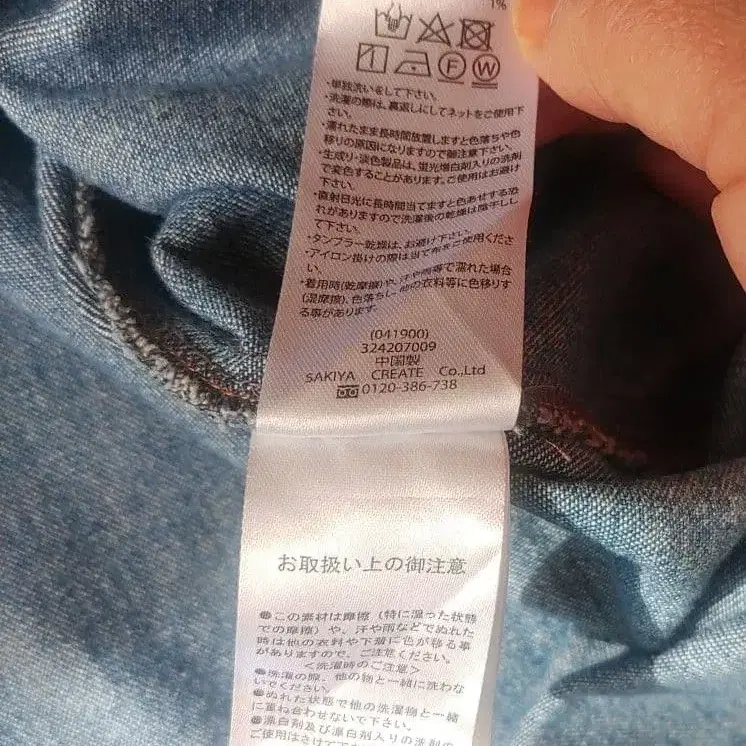 1%
・単独洗いをして下さい。
・洗濯の際は、裏返しにしてネットをご使用下
さい。
・濡れたまま長時間放置しますと色落ちや色
移りの原因になりますので御注意下さい。
・生成り・淡色製品は、蛍光増白剤入りの洗剤
で変色することがあります。ご使用はお避け
下さい。
・直射日光に長時間当てますと色あせする恐
れがありますので洗濯後の乾燥は陰干しし
て下さい。
・タンブラー乾燥は、お避け下さい。
・アイロン掛けの際は当て布をご使用くださ
い。
・着用時(乾摩擦)や、汗や雨等で濡れた場合
(湿摩擦)、色落ちし他の衣料等に色移りす
る事があります。
(041900)
324207009
中国製
SAKIYA CREATE Co.,Ltd
0120-386-738
お取扱い上の御注意
●この素材は摩擦（特に湿った状態
での摩擦）や、汗や雨などでぬれた
時は他の衣料や下着に色が移る事
がありますので、ご注意ください。
＜洗濯時のご注意＞
●洗濯の際、他の物と一緒に洗わな
いでください。
●ぬれた状態で他の洗濯物と一緒
に重ね合わせないで下さい。
●漂白剤及び漂白剤入りの洗剤の
ご使用はさけて下さ